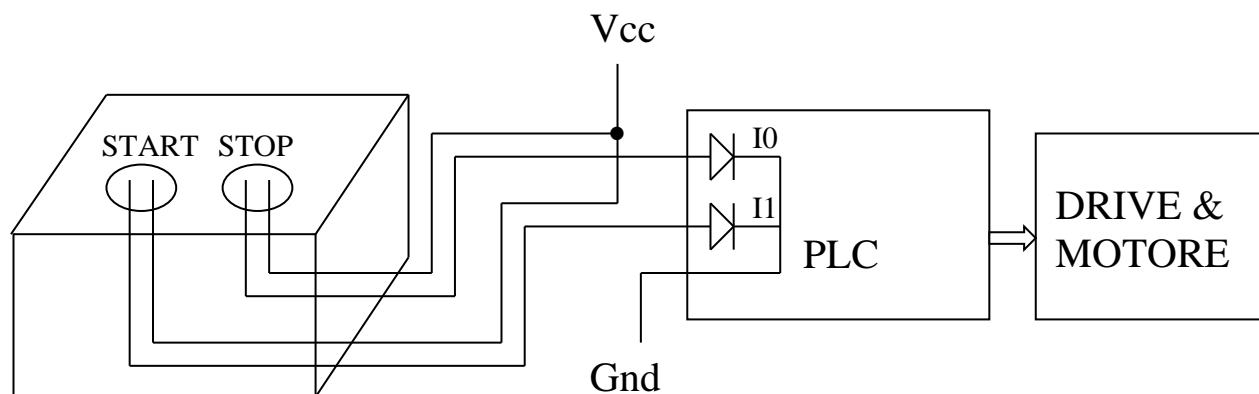 Vcc
START STOP
I0
I1
PLC
DRIVE &
MOTORE
Gnd